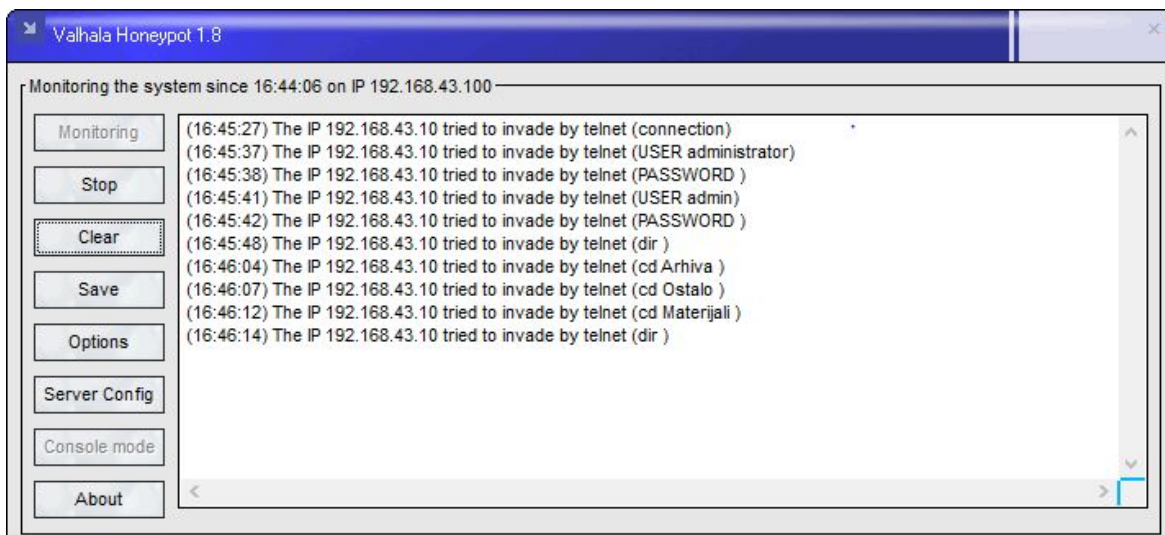 Valhala Honeypot 1.8
Monitoring the system since 16:44:06 on IP 192.168.43.100
Monitoring
Stop
Clear
Save
Options
Server Config
Console mode
About
(16:45:27) The IP 192.168.43.10 tried to invade by telnet (connection)
(16:45:37) The IP 192.168.43.10 tried to invade by telnet (USER administrator)
(16:45:38) The IP 192.168.43.10 tried to invade by telnet (PASSWORD )
(16:45:41) The IP 192.168.43.10 tried to invade by telnet (USER admin)
(16:45:42) The IP 192.168.43.10 tried to invade by telnet (PASSWORD )
(16:45:48) The IP 192.168.43.10 tried to invade by telnet (dir )
(16:46:04) The IP 192.168.43.10 tried to invade by telnet (cd Arhiva )
(16:46:07) The IP 192.168.43.10 tried to invade by telnet (cd Ostalo )
(16:46:12) The IP 192.168.43.10 tried to invade by telnet (cd Materijali )
(16:46:14) The IP 192.168.43.10 tried to invade by telnet (dir )